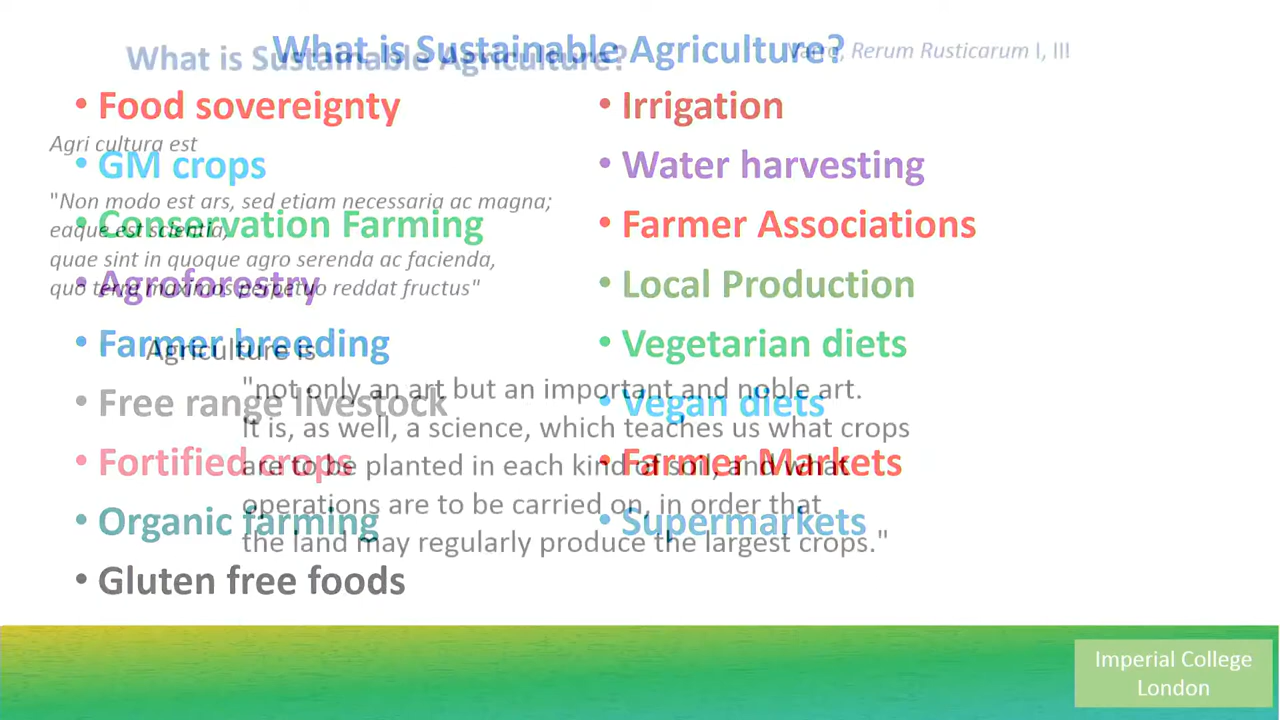 What is Sustainable Agriculture?
What is Sustainable Agriculture?
Varro, Rerum Rusticarum I, III
• Food sovereignty
• GM crops
• Conservation Farming
• Agroforestry
• Farmer breeding
• Free range livestock
• Fortified crops
• Organic farming
• Gluten free foods
• Irrigation
• Water harvesting
• Farmer Associations
• Local Production
• Vegetarian diets
• Vegan diets
• Farmer Markets
• Supermarkets
Agri cultura est
"Non modo est ars, sed etiam necessaria ac magna;
eaque est scientia,
quae sint in quoque agro serenda ac facienda,
quo terra maximos perpetuo reddat fructus"
Agriculture is
"not only an art but an important and noble art.
It is, as well, a science, which teaches us what crops
are to be planted in each kind of soil, and what
operations are to be carried on, in order that
the land may regularly produce the largest crops."
Imperial College
London